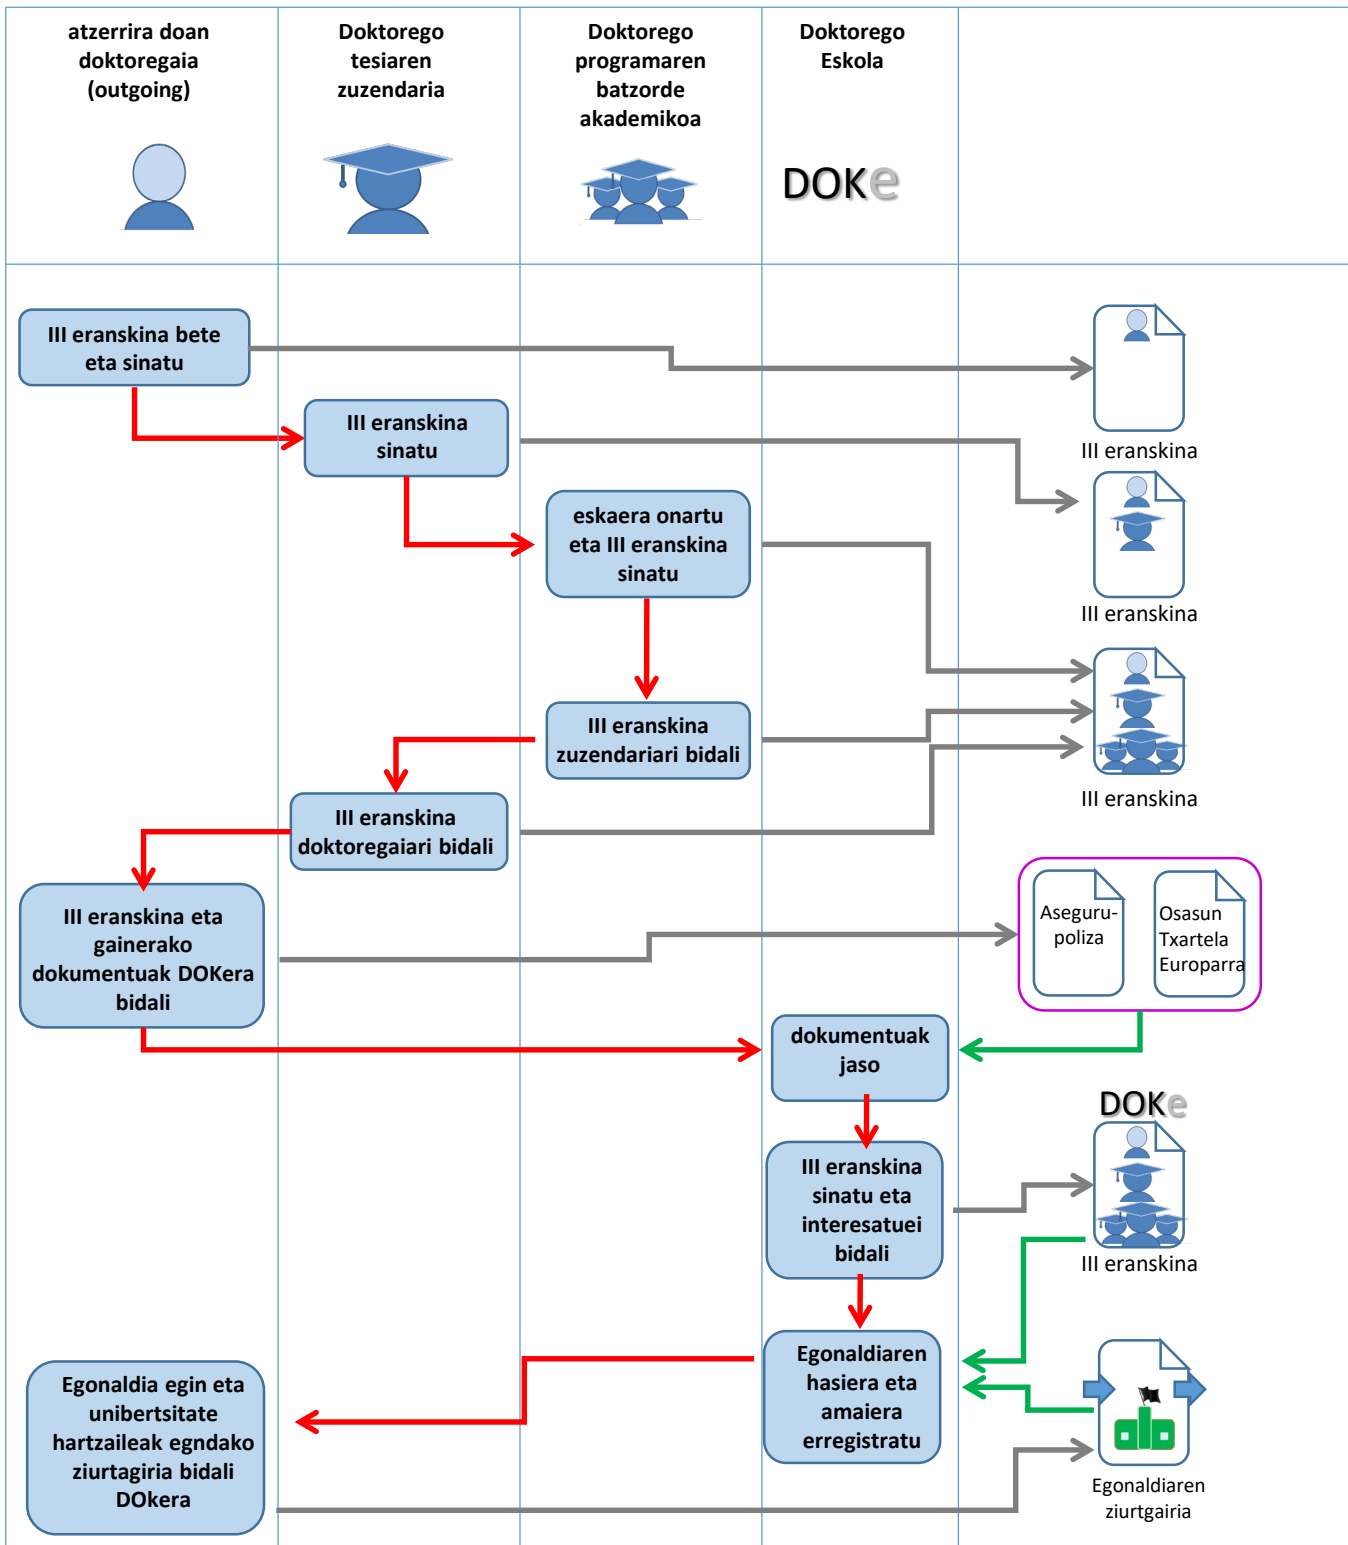 atzerrira doan
doktoregaia
(outgoing)
Doktorego
tesiaren
zuzendaria
Doktorego
programaren
batzorde
akademikoa
Doktorego
Eskola
DOKe
III eranskina bete
eta sinatu
III eranskina
III eranskina
sinatu
III eranskina
eskaera onartu
eta III eranskina
sinatu
III eranskina
III eranskina
zuzendariari bidali
III eranskina
doktoregaiari bidali
III eranskina eta
gainerako
dokumentuak DOKera
bidali
Aseguru-
poliza
Osasun
Txartela
Europarra
dokumentuak
jaso
DOKe
III eranskina
III eranskina
sinatu eta
interesatuei
bidali
Egonaldiaren
hasiera eta
amaiera
erregistratu
Egonaldia egin eta
unibertsitate
hartzaileak egndako
ziurtagiria bidali
DOkera
Egonaldiaren
ziurtgairia